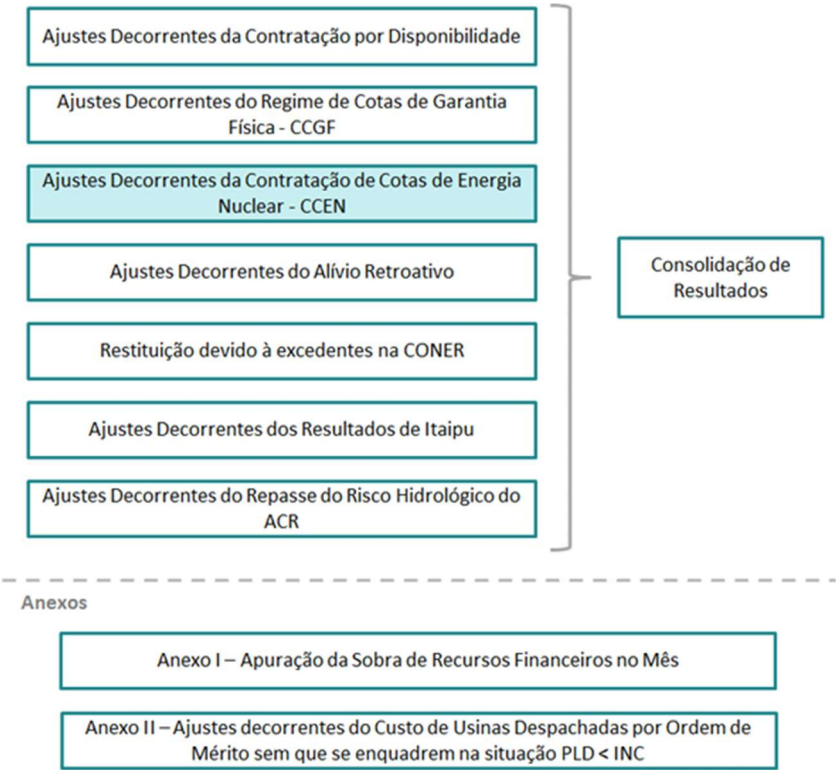 Ajustes Decorrentes da Contratação por Disponibilidade
Ajustes Decorrentes do Regime de Cotas de Garantia
Física - CCGF
Ajustes Decorrentes da Contratação de Cotas de Energia
Nuclear - CCEN
Ajustes Decorrentes do Alívio Retroativo
Restituição devido à excedentes na CONER
Ajustes Decorrentes dos Resultados de Itaipu
Ajustes Decorrentes do Repasse do Risco Hidrológico do
ACR
Consolidação de
Resultados
Anexos
Anexo I – Apuração da Sobra de Recursos Financeiros no Mês
Anexo II – Ajustes decorrentes do Custo de Usinas Despachadas por Ordem de
Mérito sem que se enquadrem na situação PLD < INC